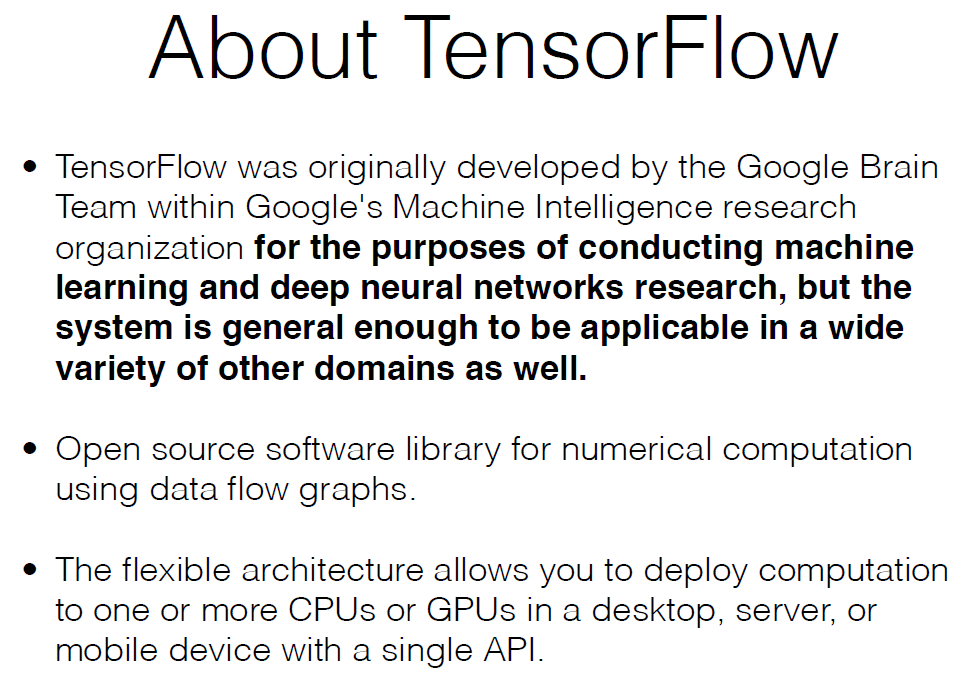 About TensorFlow
• TensorFlow was originally developed by the Google Brain
Team within Google's Machine Intelligence research
organization for the purposes of conducting machine
learning and deep neural networks research, but the
system is general enough to be applicable in a wide
variety of other domains as well.
• Open source software library for numerical computation
using data flow graphs.
• The flexible architecture allows you to deploy computation
to one or more CPUs or GPUs in a desktop, server, or
mobile device with a single API.